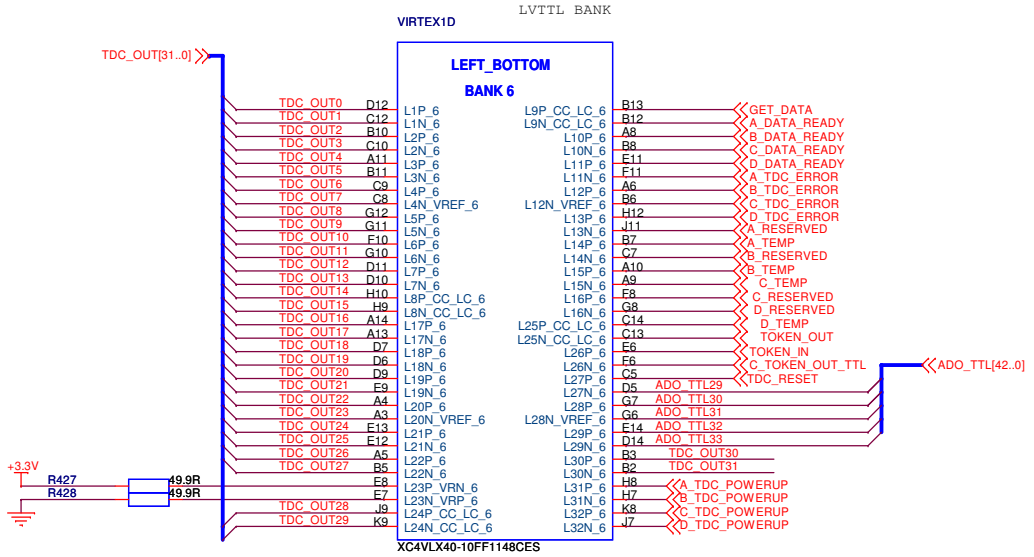 LVTTL BANK
VIRTEX1D
TDC_OUT[31..0]
LEFT_BOTTOM
BANK 6
TDC_OUT0 D12 L1P_6 L9P_CC_LC_6 B13 GET_DATA
TDC_OUT1 C12 L1N_6 L9N_CC_LC_6 B12 A_DATA_READY
TDC_OUT2 B10 L2P_6 L10P_6 A8 B_DATA_READY
TDC_OUT3 C10 L2N_6 L10N_6 B8 C_DATA_READY
TDC_OUT4 A11 L3P_6 L11P_6 E11 D_DATA_READY
TDC_OUT5 B11 L3N_6 L11N_6 F11 A_TDC_ERROR
TDC_OUT6 C9 L4P_6 L12P_6 A6 B_TDC_ERROR
TDC_OUT7 C8 L4N_VREF_6 L12N_VREF_6 B6 C_TDC_ERROR
TDC_OUT8 G12 L5P_6 L13P_6 H12 D_TDC_ERROR
TDC_OUT9 G11 L5N_6 L13N_6 J11 A_RESERVED
TDC_OUT10 F10 L6P_6 L14P_6 B7 A_TEMP
TDC_OUT11 G10 L6N_6 L14N_6 C7 B_RESERVED
TDC_OUT12 D11 L7P_6 L15P_6 A10 B_TEMP
TDC_OUT13 D10 L7N_6 L15N_6 A9 C_TEMP
TDC_OUT14 H10 L8P_CC_LC_6 L16P_6 F8 C_RESERVED
TDC_OUT15 H9 L8N_CC_LC_6 L16N_6 G8 D_RESERVED
TDC_OUT16 A14 L17P_6 L25P_CC_LC_6 C14 D_TEMP
TDC_OUT17 A13 L17N_6 L25N_CC_LC_6 C13 TOKEN_OUT
TDC_OUT18 D7 L18P_6 L26P_6 E6 TOKEN_IN
TDC_OUT19 D6 L18N_6 L26N_6 F6 C_TOKEN_OUT_TTL
TDC_OUT20 D9 L19P_6 L27P_6 C5 TDC_RESET
ADO_TTL[42..0]
TDC_OUT21 E9 L19N_6 L27N_6 D5 ADO_TTL29
TDC_OUT22 A4 L20P_6 L28P_6 G7 ADO_TTL30
TDC_OUT23 A3 L20N_VREF_6 L28N_VREF_6 G6 ADO_TTL31
TDC_OUT24 E13 L21P_6 L29P_6 E14 ADO_TTL32
TDC_OUT25 E12 L21N_6 L29N_6 D14 ADO_TTL33
TDC_OUT26 A5 L22P_6 L30P_6 B3 TDC_OUT30
TDC_OUT27 B5 L22N_6 L30N_6 B2 TDC_OUT31
+3.3V
R427 49.9R E8 L23P_VRN_6 L31P_6 H8 A_TDC_POWERUP
R428 49.9R E7 L23N_VRP_6 L31N_6 H7 B_TDC_POWERUP
TDC_OUT28 J9 L24P_CC_LC_6 L32P_6 K8 C_TDC_POWERUP
TDC_OUT29 K9 L24N_CC_LC_6 L32N_6 J7 D_TDC_POWERUP
XC4VLX40-10FF1148CES